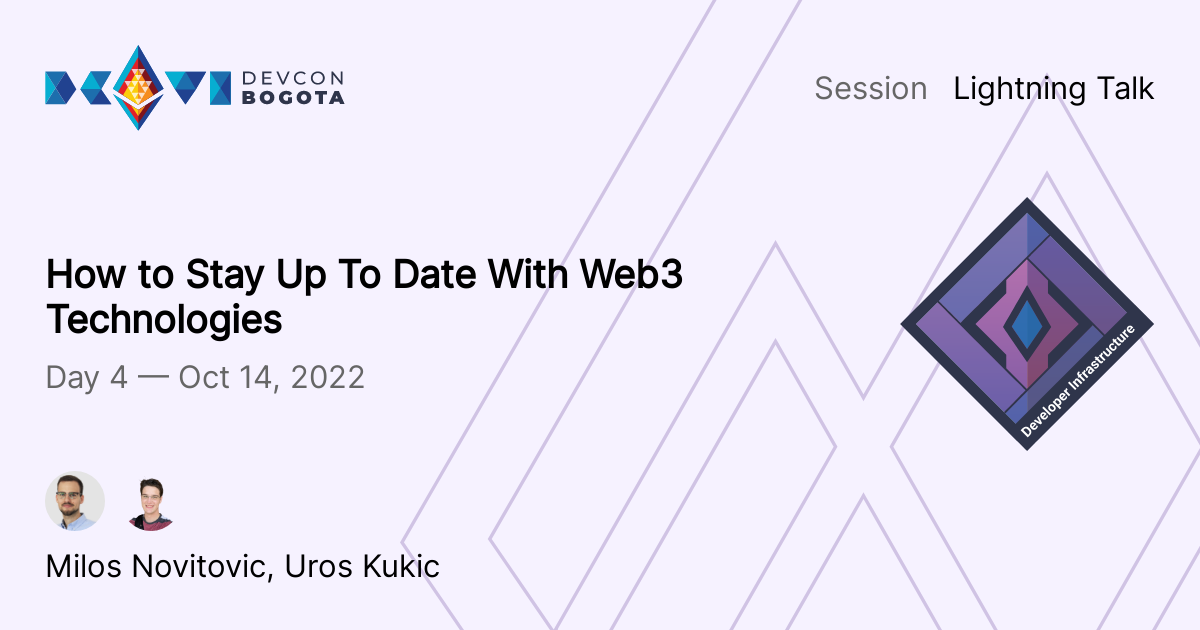 DEVCON
BOGOTA
Session Lightning Talk
How to Stay Up To Date With Web3
Technologies
Day 4 — Oct 14, 2022
Developer Infrastructure
Milos Novitovic, Uros Kukic